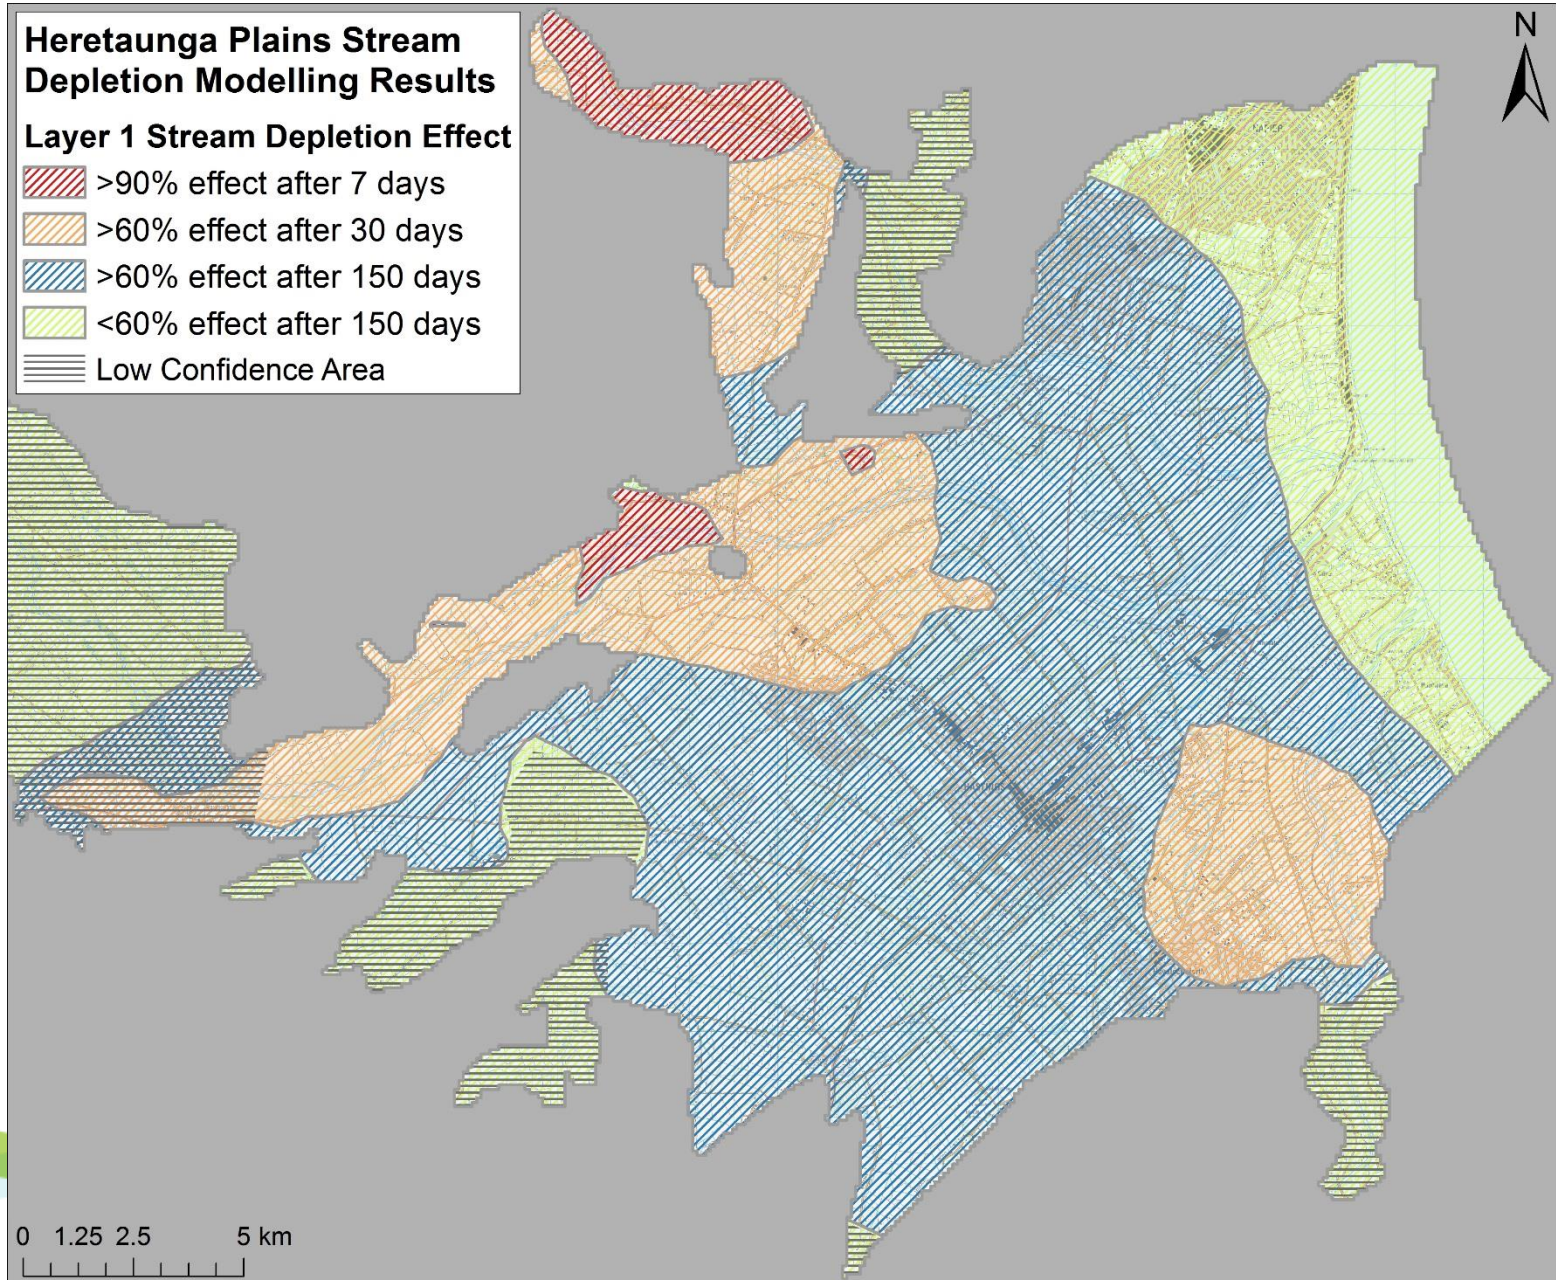 Heretaunga Plains Stream
Depletion Modelling Results
Layer 1 Stream Depletion Effect
>90% effect after 7 days
>60% effect after 30 days
>60% effect after 150 days
<60% effect after 150 days
Low Confidence Area
N
NAPIER
HASTINGS
0 1.25 2.5 5 km